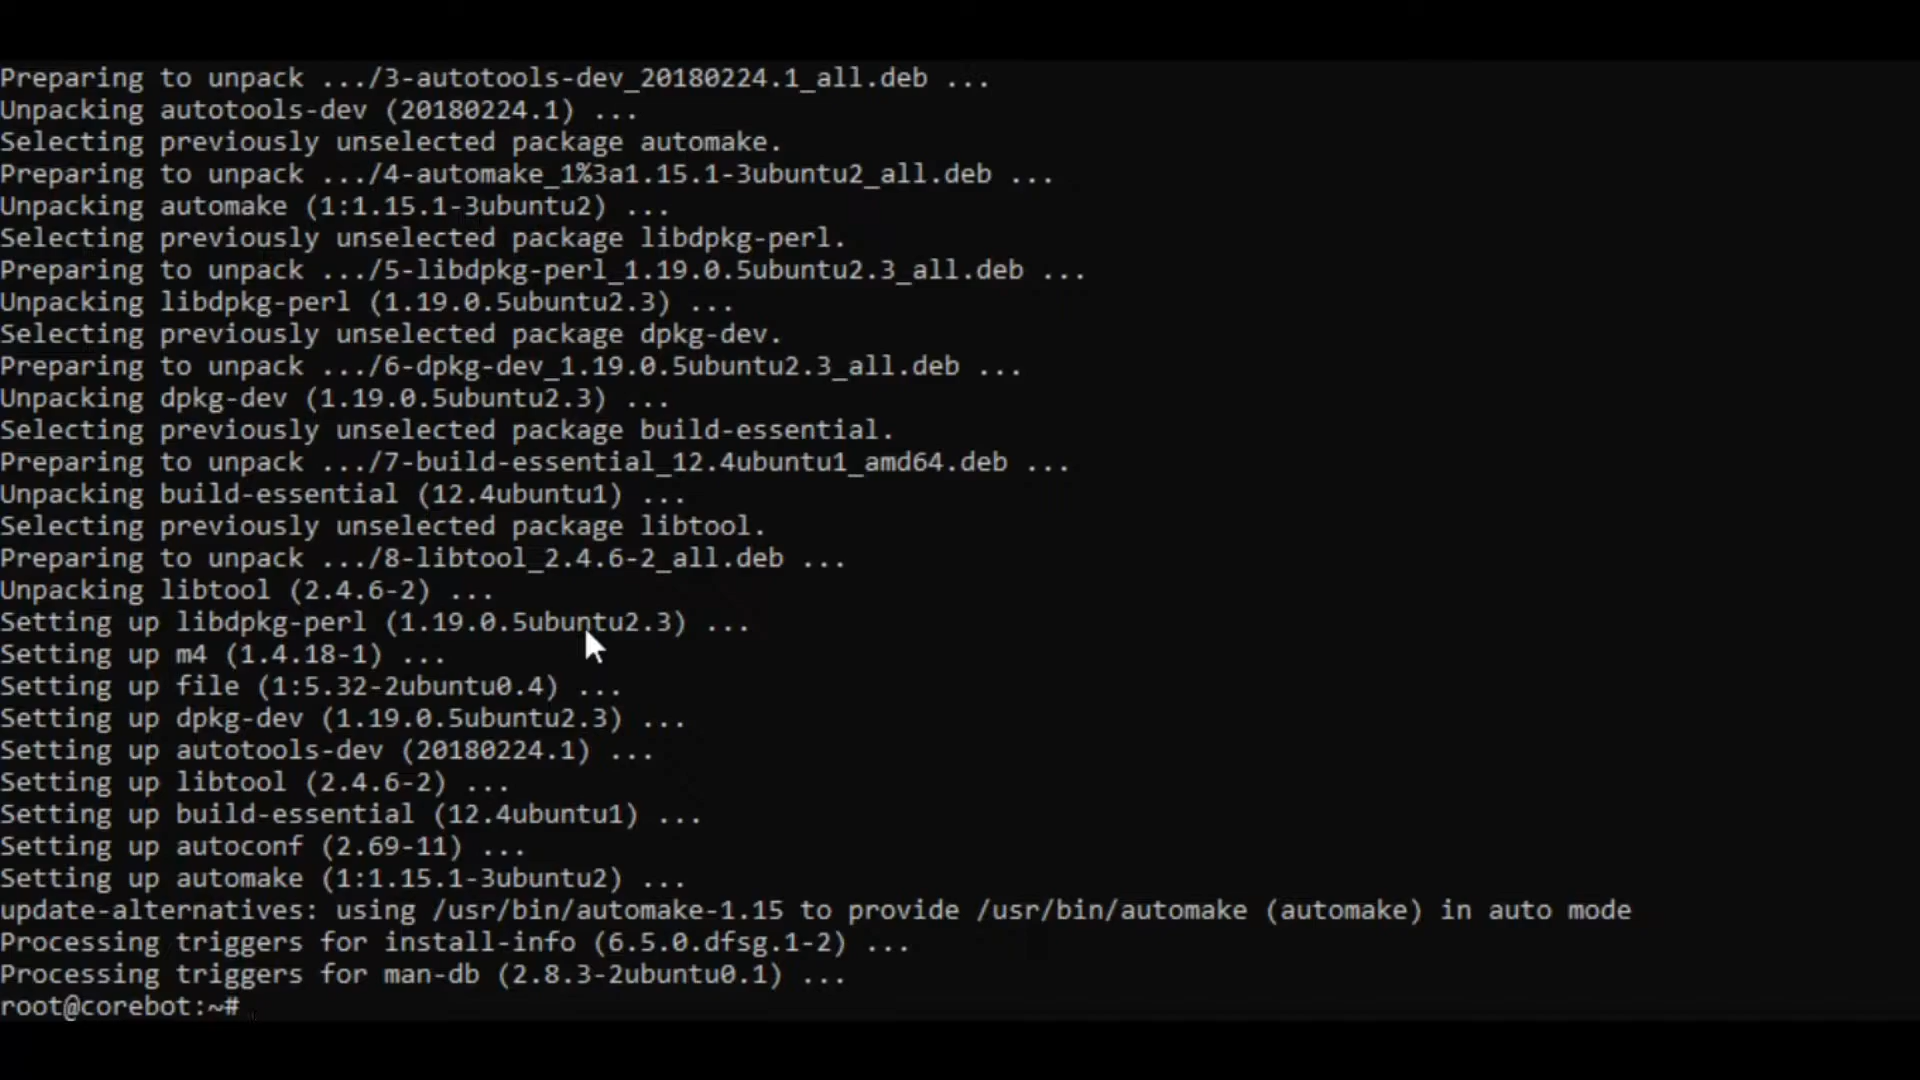 Preparing to unpack .../3-autotools-dev_20180224.1_all.deb ...
Unpacking autotools-dev (20180224.1) ...
Selecting previously unselected package automake.
Preparing to unpack .../4-automake_1%3a1.15.1-3ubuntu2_all.deb ...
Unpacking automake (1:1.15.1-3ubuntu2) ...
Selecting previously unselected package libdpkg-perl.
Preparing to unpack .../5-libdpkg-perl_1.19.0.5ubuntu2.3_all.deb ...
Unpacking libdpkg-perl (1.19.0.5ubuntu2.3) ...
Selecting previously unselected package dpkg-dev.
Preparing to unpack .../6-dpkg-dev_1.19.0.5ubuntu2.3_all.deb ...
Unpacking dpkg-dev (1.19.0.5ubuntu2.3) ...
Selecting previously unselected package build-essential.
Preparing to unpack .../7-build-essential_12.4ubuntu1_amd64.deb ...
Unpacking build-essential (12.4ubuntu1) ...
Selecting previously unselected package libtool.
Preparing to unpack .../8-libtool_2.4.6-2_all.deb ...
Unpacking libtool (2.4.6-2) ...
Setting up libdpkg-perl (1.19.0.5ubuntu2.3) ...
Setting up m4 (1.4.18-1) ...
Setting up file (1:5.32-2ubuntu0.4) ...
Setting up dpkg-dev (1.19.0.5ubuntu2.3) ...
Setting up autotools-dev (20180224.1) ...
Setting up libtool (2.4.6-2) ...
Setting up build-essential (12.4ubuntu1) ...
Setting up autoconf (2.69-11) ...
Setting up automake (1:1.15.1-3ubuntu2) ...
update-alternatives: using /usr/bin/automake-1.15 to provide /usr/bin/automake (automake) in auto mode
Processing triggers for install-info (6.5.0.dfsg.1-2) ...
Processing triggers for man-db (2.8.3-2ubuntu0.1) ...
root@corebot:~#